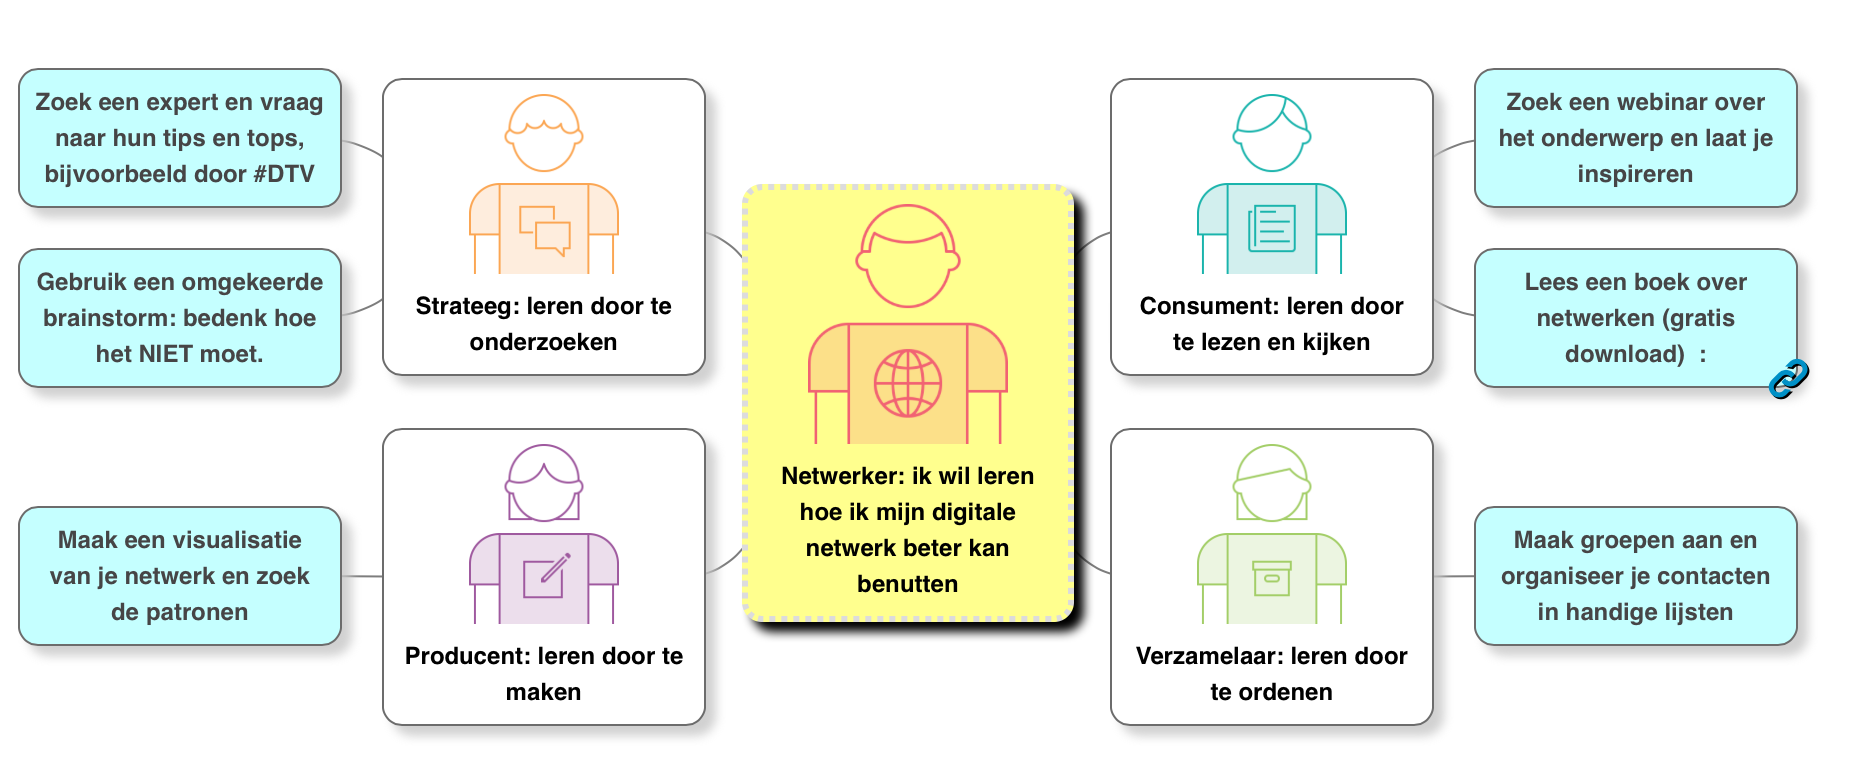 Zoek een expert en vraag
naar hun tips en tops,
bijvoorbeeld door #DTV
Gebruik een omgekeerde
brainstorm: bedenk hoe
het NIET moet.
Strateeg: leren door te
onderzoeken
Maak een visualisatie
van je netwerk en zoek
de patronen
Producent: leren door te
maken
Netwerker: ik wil leren
hoe ik mijn digitale
netwerk beter kan
benutten
Consument: leren door
te lezen en kijken
Zoek een webinar over
het onderwerp en laat je
inspireren
Lees een boek over
netwerken (gratis
download)  :
Verzamelaar: leren door
te ordenen
Maak groepen aan en
organiseer je contacten
in handige lijsten